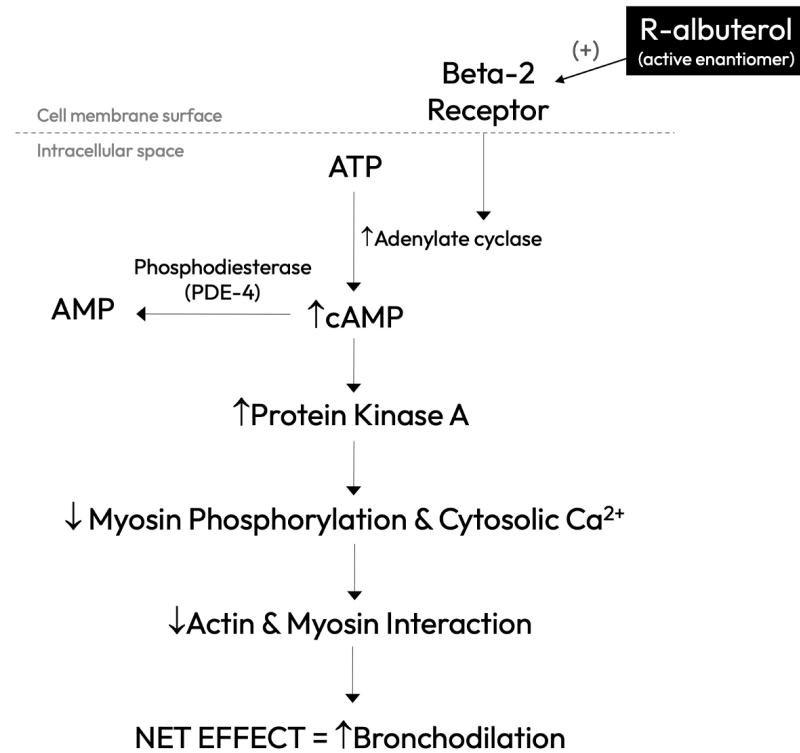 R-albuterol
(active enantiomer)
(+)
Beta-2
Receptor
Cell membrane surface
Intracellular space
ATP
↑Adenylate cyclase
Phosphodiesterase
(PDE-4)
AMP
↑cAMP
↑Protein Kinase A
↓ Myosin Phosphorylation & Cytosolic Ca²⁺
↓Actin & Myosin Interaction
NET EFFECT = ↑Bronchodilation